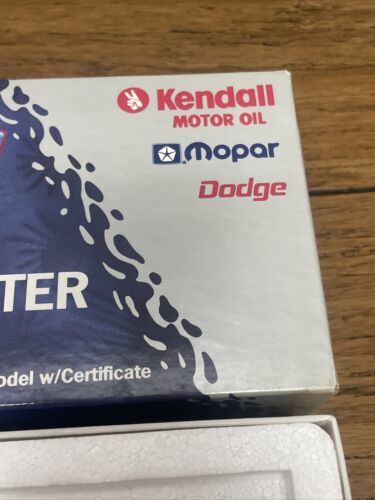 Kendall
MOTOR OIL
Mopar
Dodge
TER
odel w/Certificate